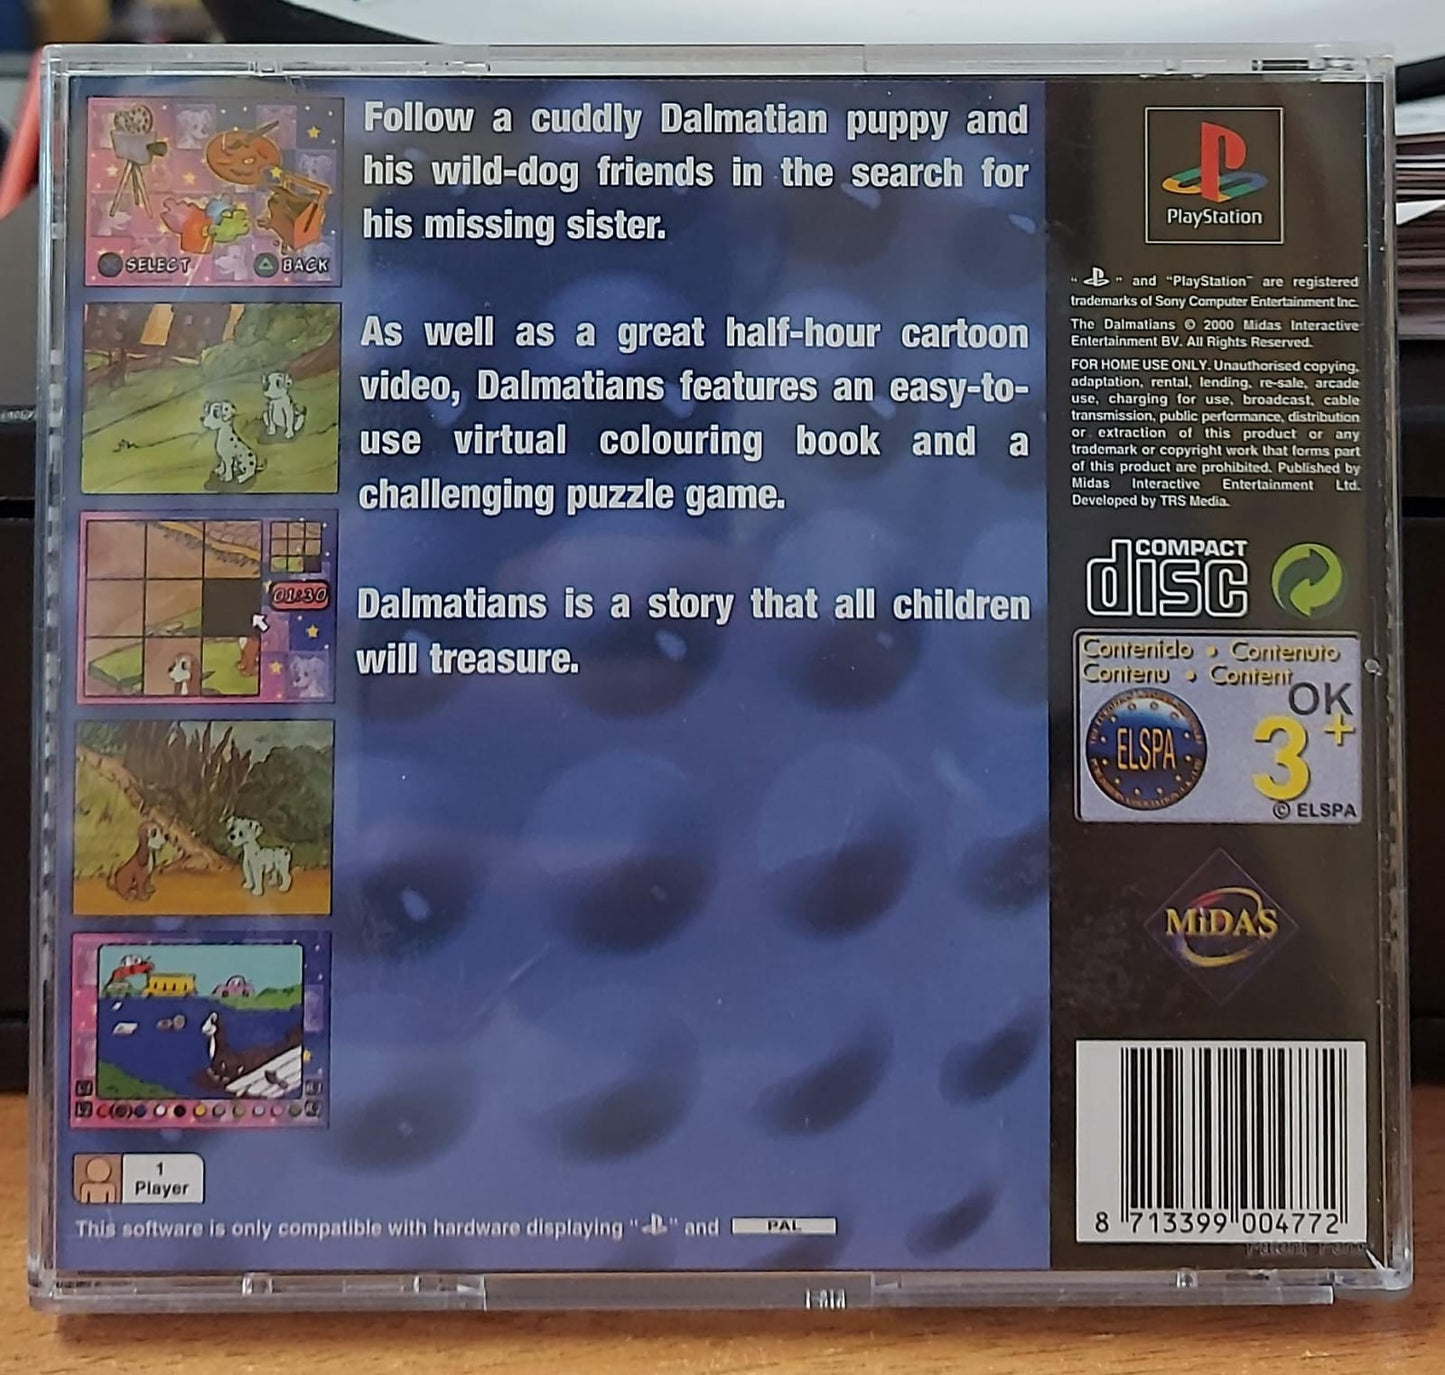 SELECT BACK
01:30
Follow a cuddly Dalmatian puppy and
his wild-dog friends in the search for
his missing sister.
As well as a great half-hour cartoon
video, Dalmatians features an easy-to-
use virtual colouring book and a
challenging puzzle game.
Dalmatians is a story that all children
will treasure.
1
Player
This software is only compatible with hardware displaying " " and PAL
PlayStation
" " and "PlayStation" are registered
trademarks of Sony Computer Entertainment Inc.
The Dalmatians © 2000 Midas Interactive
Entertainment BV. All Rights Reserved.
FOR HOME USE ONLY. Unauthorised copying,
adaptation, rental, lending, re-sale, arcade
use, charging for use, broadcast, cable
transmission, public performance, distribution
or extraction of this product or any
trademark or copyright work that forms part
of this product are prohibited. Published by
Midas Interactive Entertainment Ltd.
Developed by TRS Media.
COMPACT
disc
Contenido • Contenuto
Contenu • Content
OK
ELSPA
3+
© ELSPA
MiDAS
8 713399 004772